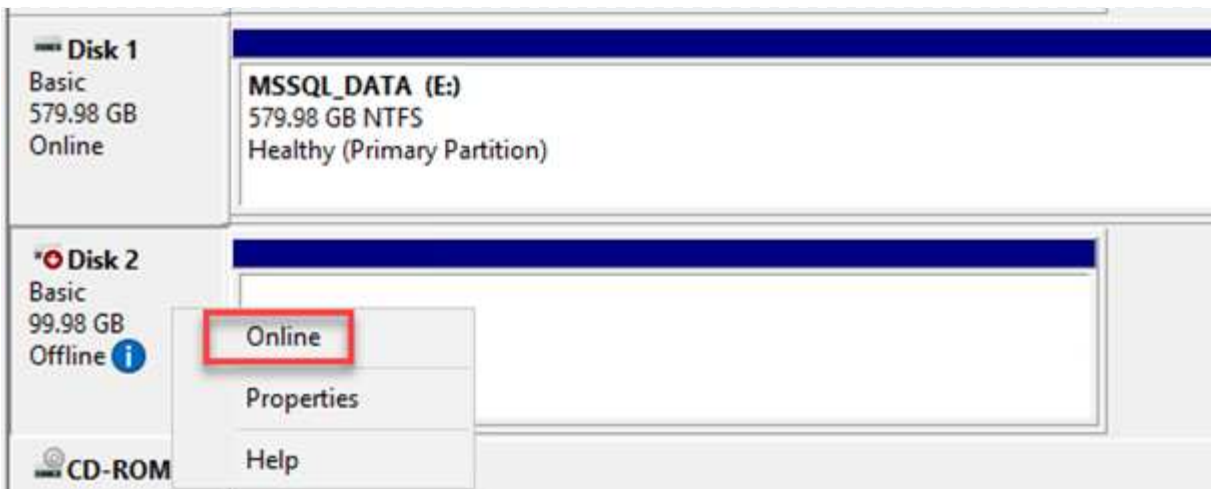 Disk 1
Basic
579.98 GB
Online
MSSQL_DATA (E:)
579.98 GB NTFS
Healthy (Primary Partition)
Disk 2
Basic
99.98 GB
Offline
Online
Properties
Help
CD-ROM